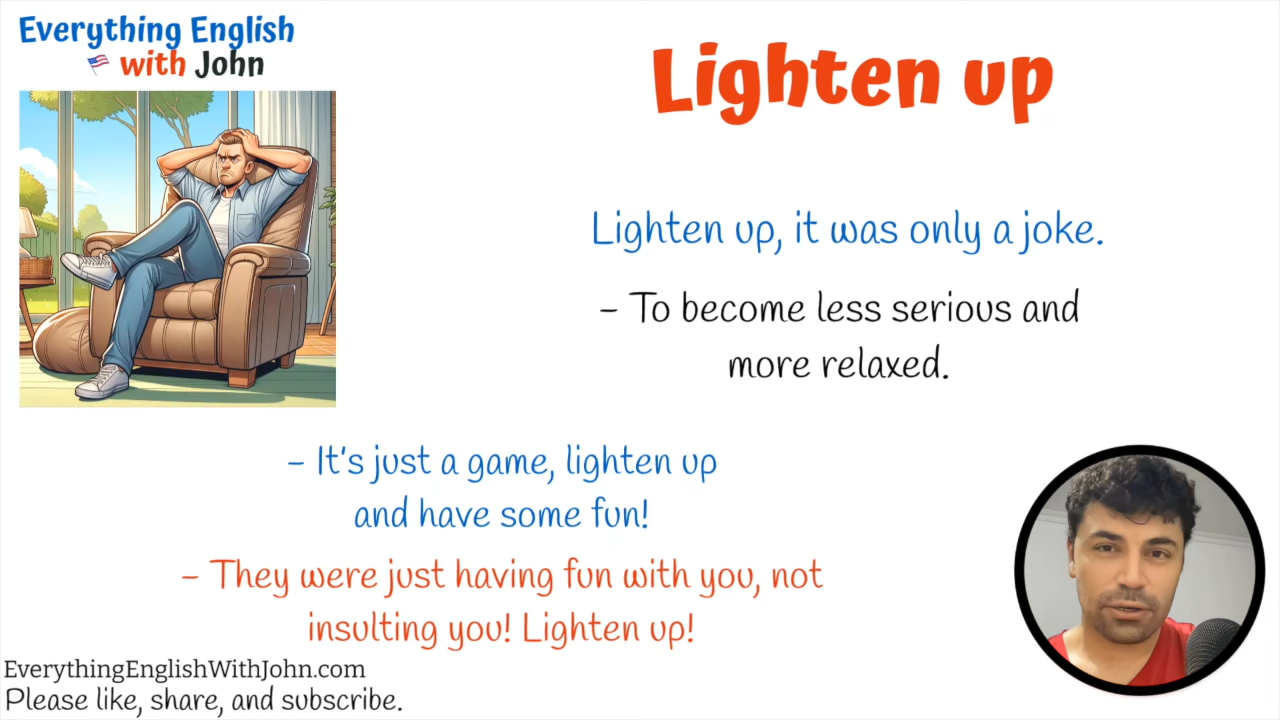 Everything English
with John
Lighten up
Lighten up, it was only a joke.
– To become less serious and
more relaxed.
– It's just a game, lighten up
and have some fun!
– They were just having fun with you, not
insulting you! Lighten up!
EverythingEnglishWithJohn.com
Please like, share, and subscribe.